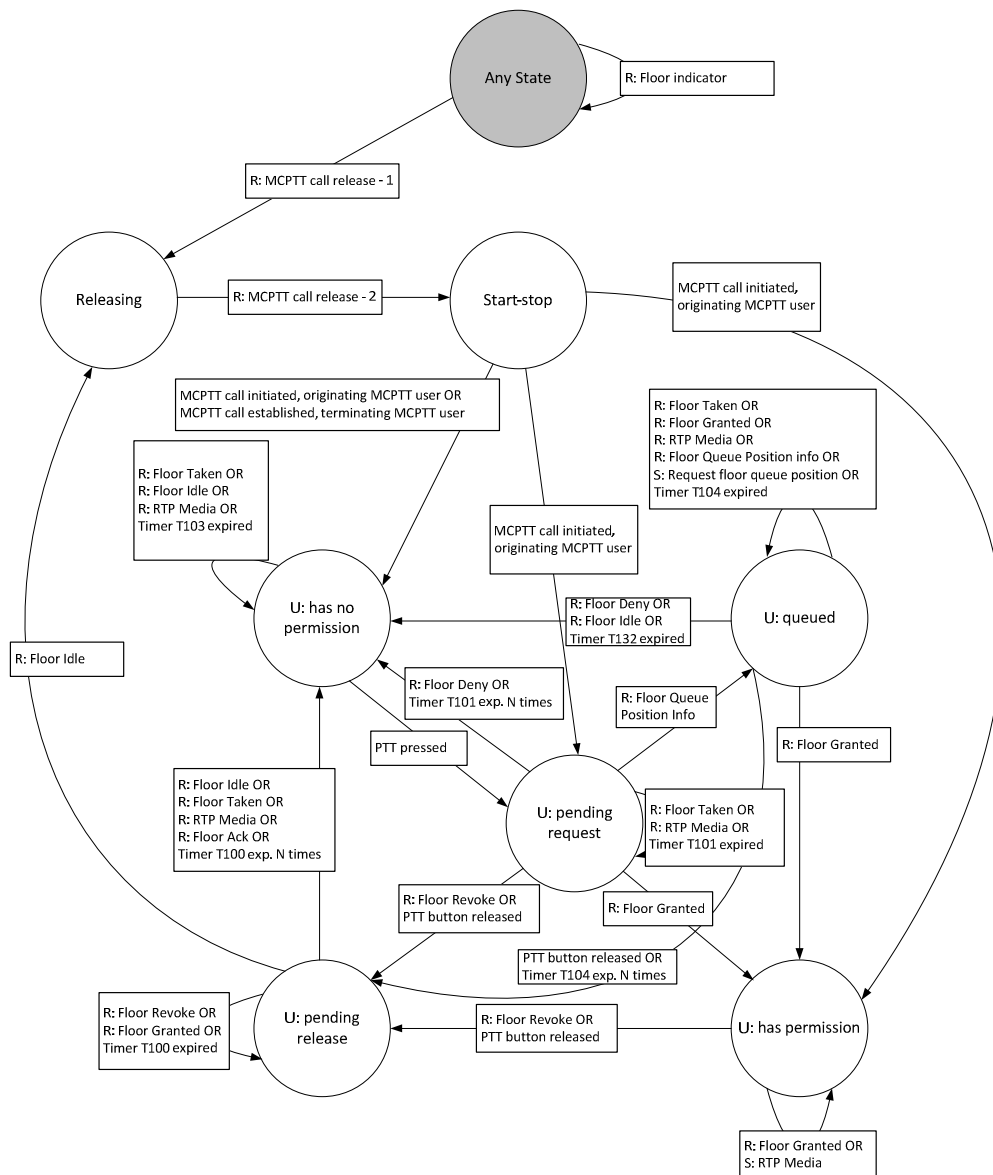 Any State
R: Floor indicator
R: MCPTT call release - 1
Releasing
R: MCPTT call release - 2
Start-stop
MCPTT call initiated,
originating MCPTT user
MCPTT call initiated, originating MCPTT user OR
MCPTT call established, terminating MCPTT user
R: Floor Taken OR
R: Floor Granted OR
R: RTP Media OR
R: Floor Queue Position info OR
S: Request floor queue position OR
Timer T104 expired
R: Floor Taken OR
R: Floor Idle OR
R: RTP Media OR
Timer T103 expired
MCPTT call initiated,
originating MCPTT user
U: has no
permission
R: Floor Deny OR
R: Floor Idle OR
Timer T132 expired
U: queued
R: Floor Idle
R: Floor Deny OR
Timer T101 exp. N times
R: Floor Queue
Position Info
PTT pressed
R: Floor Granted
R: Floor Idle OR
R: Floor Taken OR
R: RTP Media OR
R: Floor Ack OR
Timer T100 exp. N times
U: pending
request
R: Floor Taken OR
R: RTP Media OR
Timer T101 expired
R: Floor Revoke OR
PTT button released
R: Floor Granted
PTT button released OR
Timer T104 exp. N times
R: Floor Revoke OR
R: Floor Granted OR
Timer T100 expired
U: pending
release
R: Floor Revoke OR
PTT button released
U: has permission
R: Floor Granted OR
S: RTP Media